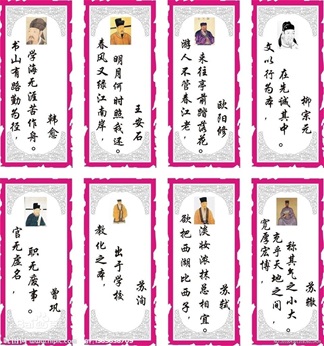 书山有路勤为径，
学海无涯苦作舟。
韩愈
春风又绿江南岸，
明月何时照我还。
王安石
游人不管春江老，
来往亭前踏落花。
欧阳修
文以行为本，
在先诚其中。
柳宗元
官无虚名
职无废事。
曾巩
教化之本，
出于学校
苏洵
欲把西湖比西子，
淡妆浓抹总相宜。
苏轼
宽厚宏博，
充乎天地之间，
称其气之小大。
苏辙